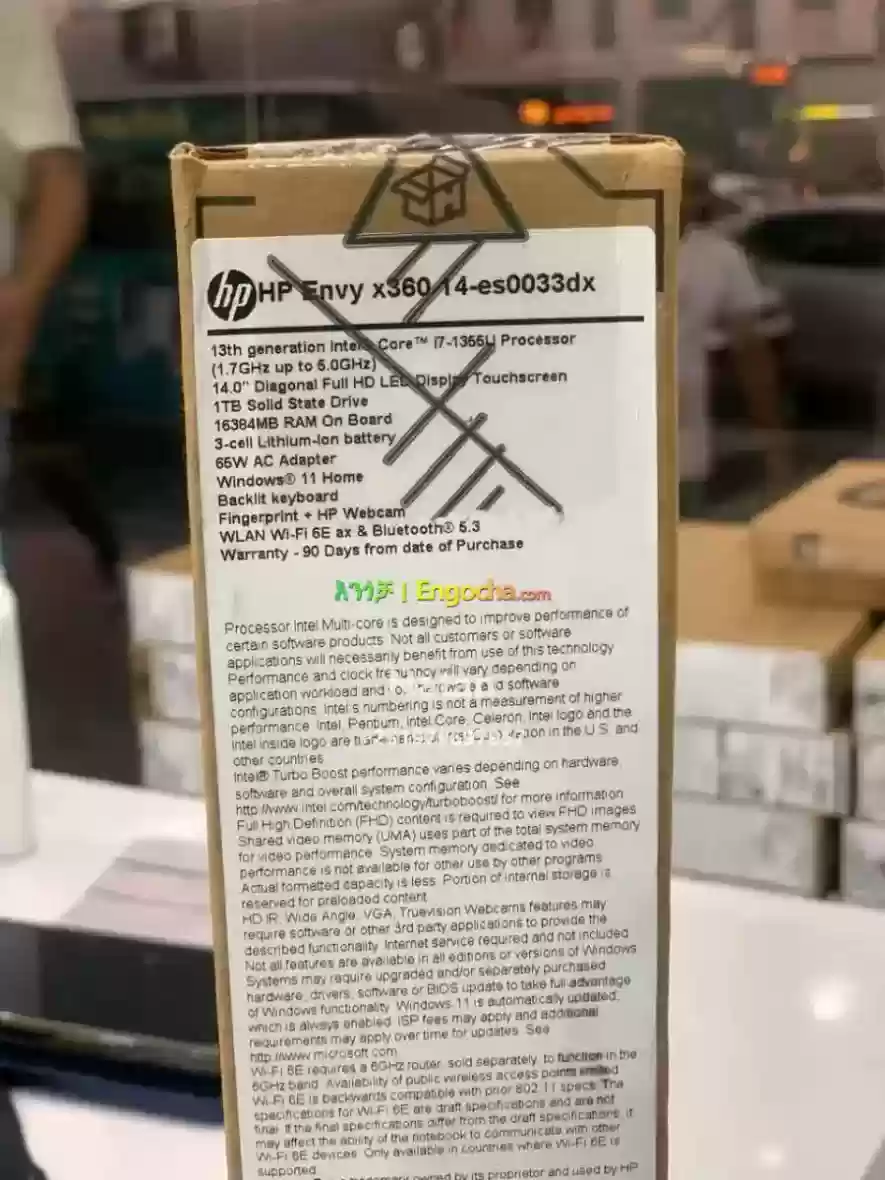 hp HP Envy x360 14-es0033dx
13th generation Intel® Core™ i7-1355U Processor
(1.7GHz up to 5.0GHz)
14.0" Diagonal Full HD LED Display Touchscreen
1TB Solid State Drive
16384MB RAM On Board
3-cell Lithium-Ion battery
65W AC Adapter
Windows® 11 Home
Backlit keyboard
Fingerprint + HP Webcam
WLAN Wi-Fi 6E ax & Bluetooth® 5.3
Warranty - 90 Days from date of Purchase
እንጎቻ | Engocha.com
Processor Intel Multi-core is designed to improve performance of
certain software products. Not all customers or software
applications will necessarily benefit from use of this technology
Performance and clock frequency will vary depending on
application workload and your hardware and software
configurations. Intel's numbering is not a measurement of higher
performance. Intel, Pentium, Intel Core, Celeron, Intel logo and the
Intel Inside logo are in the U.S. and
other countries
Intel® Turbo Boost performance varies depending on hardware,
software and overall system configuration. See
http://www.intel.com/technology/turboboost/ for more information
Full High Definition (FHD) content is required to view FHD images
Shared video memory (UMA) uses part of the total system memory
for video performance. System memory dedicated to video
performance is not available for other use by other programs
Actual formatted capacity is less. Portion of internal storage is
reserved for preloaded content
HD IR, Wide Angle, VGA, Truevision Webcams features may
require software or other 3rd party applications to provide the
described functionality. Internet service required and not included
Not all features are available in all editions or versions of Windows
Systems may require upgraded and/or separately purchased
hardware, drivers, software or BIOS update to take full advantage
of Windows functionality. Windows 11 is automatically updated,
which is always enabled. ISP fees may apply and additional
requirements may apply over time for updates. See
http://www.microsoft.com
Wi-Fi 6E requires a 6GHz router, sold separately, to function in the
6GHz band. Availability of public wireless access points limited
Wi-Fi 6E is backwards compatible with prior 802.11 specs. The
specifications for Wi-Fi 6E are draft specifications and are not
final. If the final specifications differ from the draft specifications, it
may affect the ability of the notebook to communicate with other
Wi-Fi 6E devices. Only available in countries where Wi-Fi 6E is
supported
trademark owned by its proprietor and used by HP